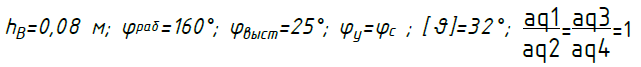 h_B=0,08 м; φ_раб=160°; φ_выст=25°; φ_у=φ_с ; [ϑ]=32°; aq1/aq2=aq3/aq4=1